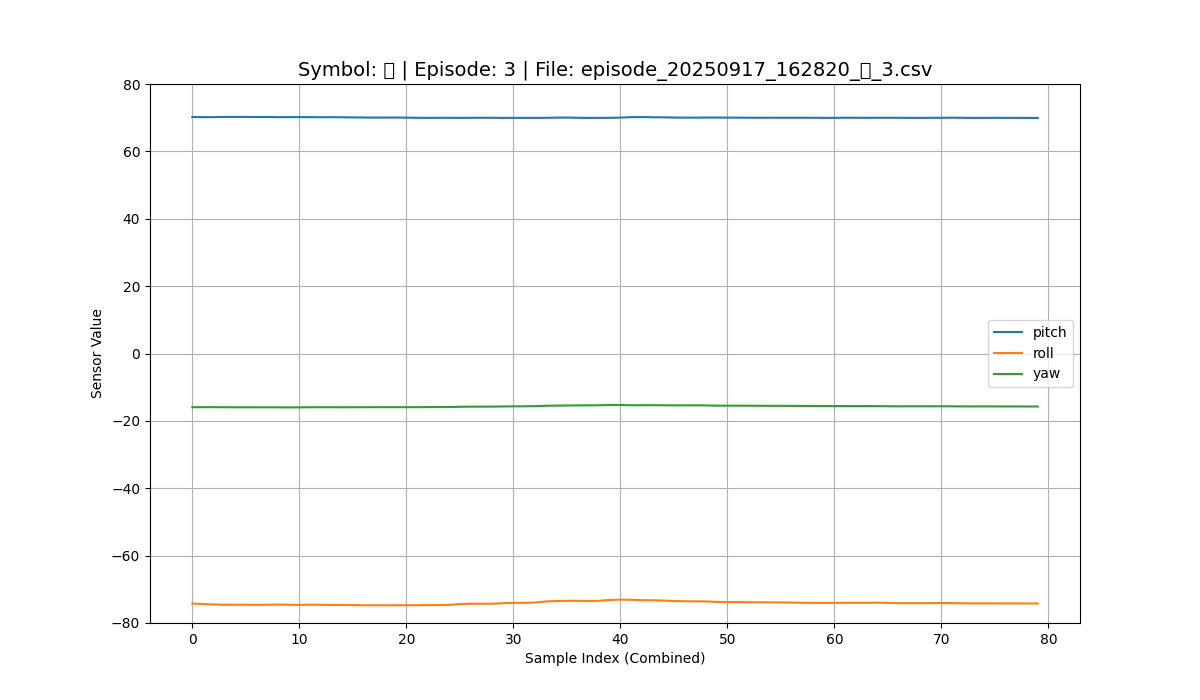 Symbol: | Episode: 3 | File: episode_20250917_162820_▯_3.csv
80
60
40
20
0
−20
−40
−60
−80
Sensor Value
pitch
roll
yaw
0 10 20 30 40 50 60 70 80
Sample Index (Combined)